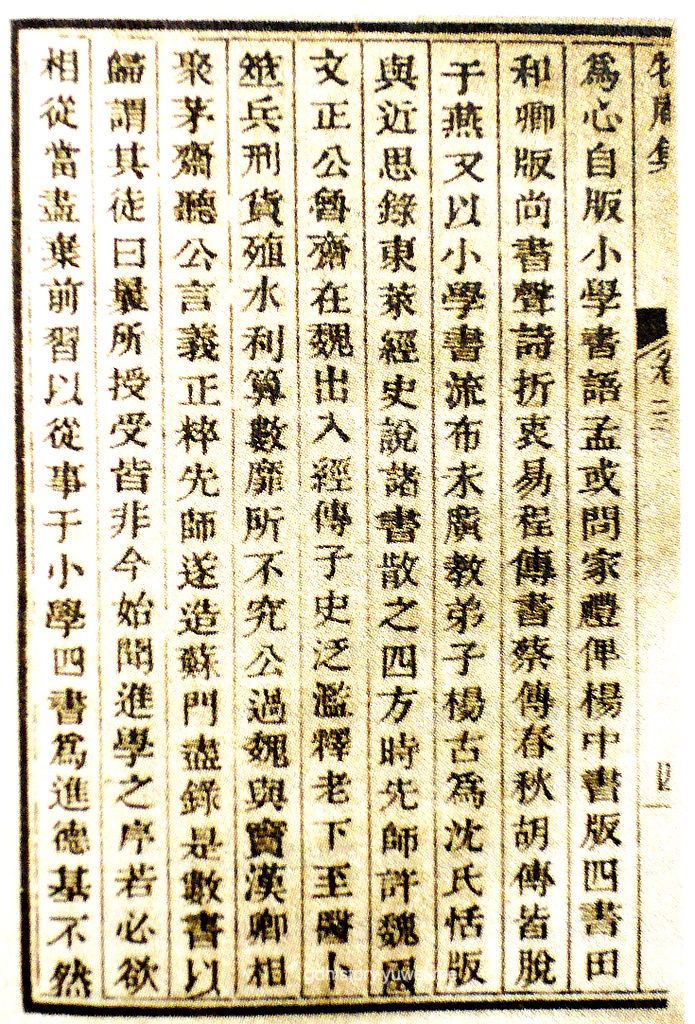 牧庵集
卷三
爲心自版小學書語孟或問家禮俾楊中書版四書田
和卿版尚書聲詩折衷易程傳書蔡傳春秋胡傳皆脫
于燕又以小學書流布未廣教弟子楊古爲沈氏恬版
與近思錄東萊經史說諸書散之四方時先師許魏國
文正公魯齋在魏出入經傳子史泛濫釋老下至醫卜
筮兵刑貨殖水利算數靡所不究公過魏與竇漢卿相
聚茅齋聽公言義正粹先師遂造蘇門盡錄是數書以
歸謂其徒曰曩所授受皆非今始聞進學之序若必欲
相從當盡棄前習以從事于小學四書爲進德基不然